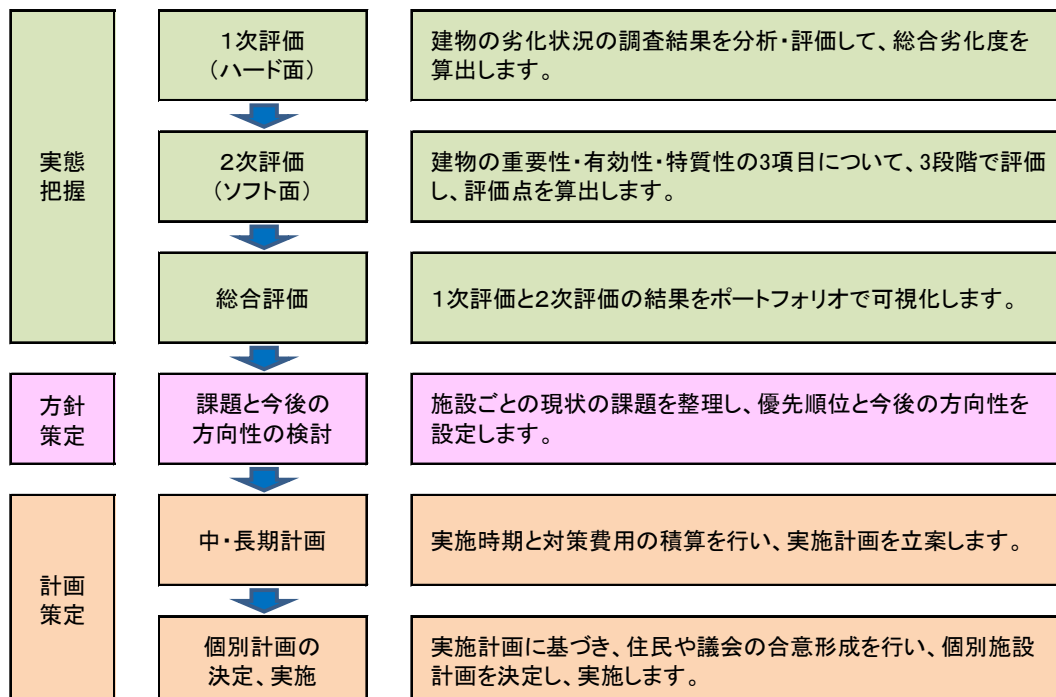 1次評価
(ハード面)
建物の劣化状況の調査結果を分析・評価して、総合劣化度を
算出します。
実態
把握
2次評価
(ソフト面)
建物の重要性・有効性・特質性の3項目について、3段階で評価
し、評価点を算出します。
総合評価
1次評価と2次評価の結果をポートフォリオで可視化します。
方針
策定
課題と今後の
方向性の検討
施設ごとの現状の課題を整理し、優先順位と今後の方向性を
設定します。
計画
策定
中・長期計画
実施時期と対策費用の積算を行い、実施計画を立案します。
個別計画の
決定、実施
実施計画に基づき、住民や議会の合意形成を行い、個別施設
計画を決定し、実施します。